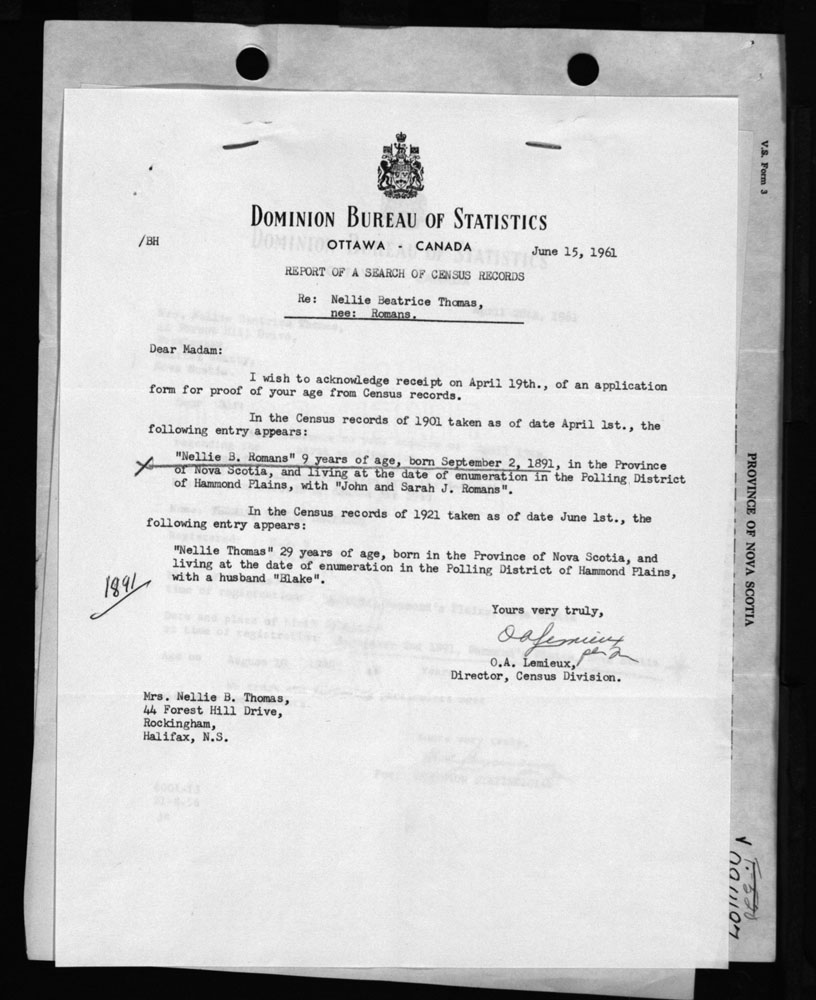 DOMINION BUREAU OF STATISTICS
OTTAWA - CANADA
/BH
June 15, 1961
REPORT OF A SEARCH OF CENSUS RECORDS
Re: Nellie Beatrice Thomas,
nee: Romans.
Dear Madam:
I wish to acknowledge receipt on April 19th., of an application
form for proof of your age from Census records.
In the Census records of 1901 taken as of date April 1st., the
following entry appears:
"Nellie B. Romans" 9 years of age, born September 2, 1891, in the Province
of Nova Scotia, and living at the date of enumeration in the Polling District
of Hammond Plains, with "John and Sarah J. Romans".
In the Census records of 1921 taken as of date June 1st., the
following entry appears:
"Nellie Thomas" 29 years of age, born in the Province of Nova Scotia, and
living at the date of enumeration in the Polling District of Hammond Plains,
with a husband "Blake".
1891
Yours very truly,
O A Lemieux
O.A. Lemieux,
Director, Census Division.
Mrs. Nellie B. Thomas,
44 Forest Hill Drive,
Rockingham,
Halifax, N.S.
V.S. Form 3
PROVINCE OF NOVA SCOTIA